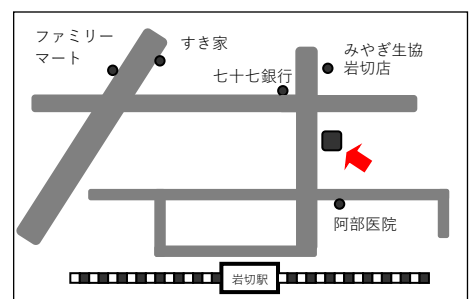 ファミリー
マート
すき家
七十七銀行
みやぎ生協
岩切店
阿部医院
岩切駅